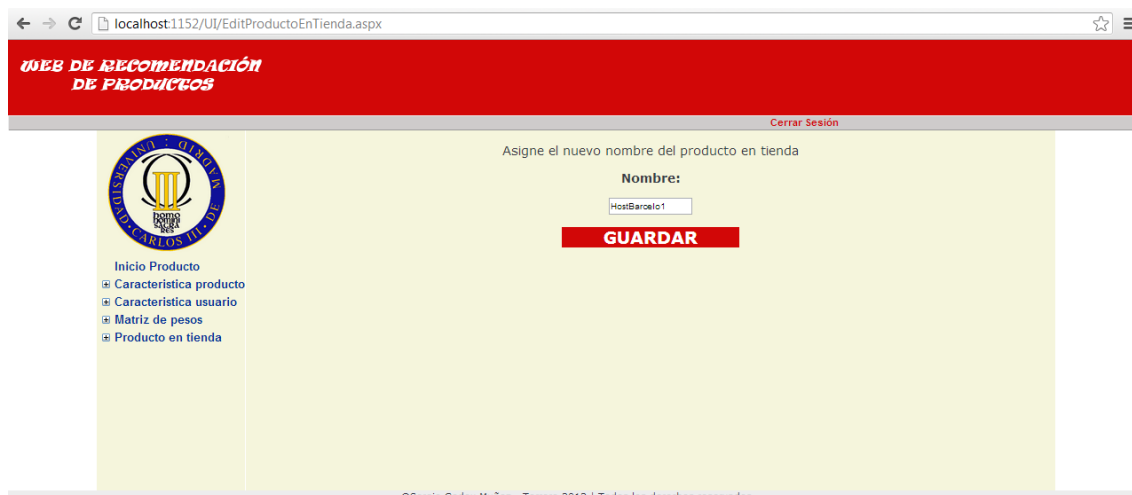 localhost:1152/UI/EditProductoEnTienda.aspx
WEB DE RECOMENDACIÓN
DE PRODUCTOS
Cerrar Sesión
UNIVERSIDAD · CARLOS III · DE MADRID
homo
homini
sacra
res
Inicio Producto
Caracteristica producto
Caracteristica usuario
Matriz de pesos
Producto en tienda
Asigne el nuevo nombre del producto en tienda
Nombre:
HostBarcelo1
GUARDAR